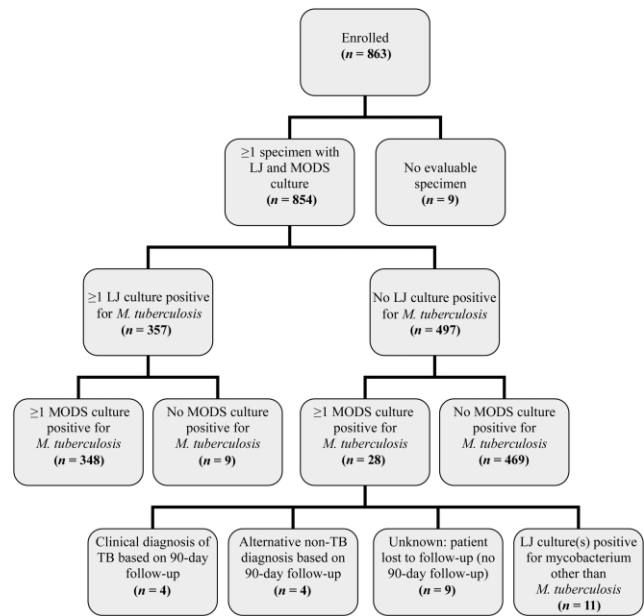 Enrolled
(n = 863)
≥1 specimen with
LJ and MODS
culture
(n = 854)
No evaluable
specimen
(n = 9)
≥1 LJ culture positive
for M. tuberculosis
(n = 357)
No LJ culture positive
for M. tuberculosis
(n = 497)
≥1 MODS culture
positive for
M. tuberculosis
(n = 348)
No MODS culture
positive for
M. tuberculosis
(n = 9)
≥1 MODS culture
positive for
M. tuberculosis
(n = 28)
No MODS culture
positive for
M. tuberculosis
(n = 469)
Clinical diagnosis of
TB based on 90-day
follow-up
(n = 4)
Alternative non-TB
diagnosis based on
90-day follow-up
(n = 4)
Unknown: patient
lost to follow-up (no
90-day follow-up)
(n = 9)
LJ culture(s) positive
for mycobacterium
other than
M. tuberculosis
(n = 11)